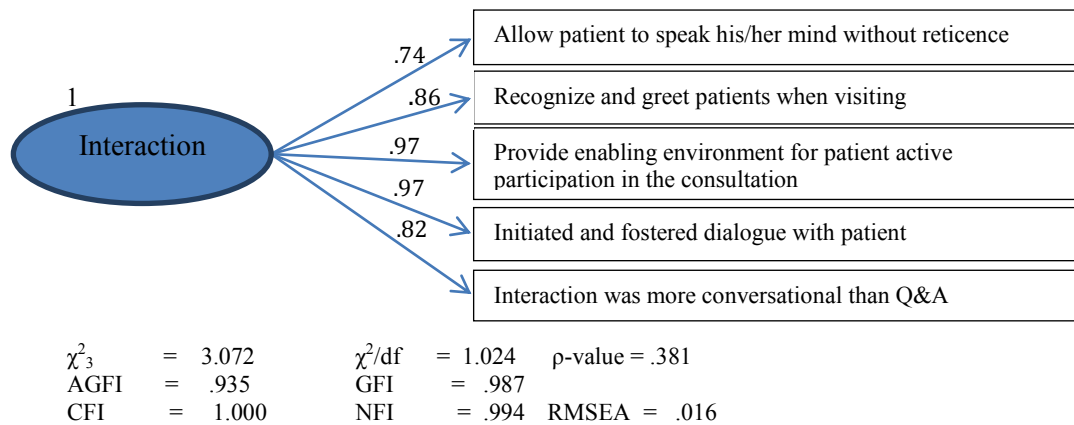 Allow patient to speak his/her mind without reticence
.74
1
.86
Recognize and greet patients when visiting
Interaction
.97
Provide enabling environment for patient active
participation in the consultation
.97
Initiated and fostered dialogue with patient
.82
Interaction was more conversational than Q&A
χ²₃ = 3.072 χ²/df = 1.024 ρ-value = .381
AGFI = .935 GFI = .987
CFI = 1.000 NFI = .994 RMSEA = .016